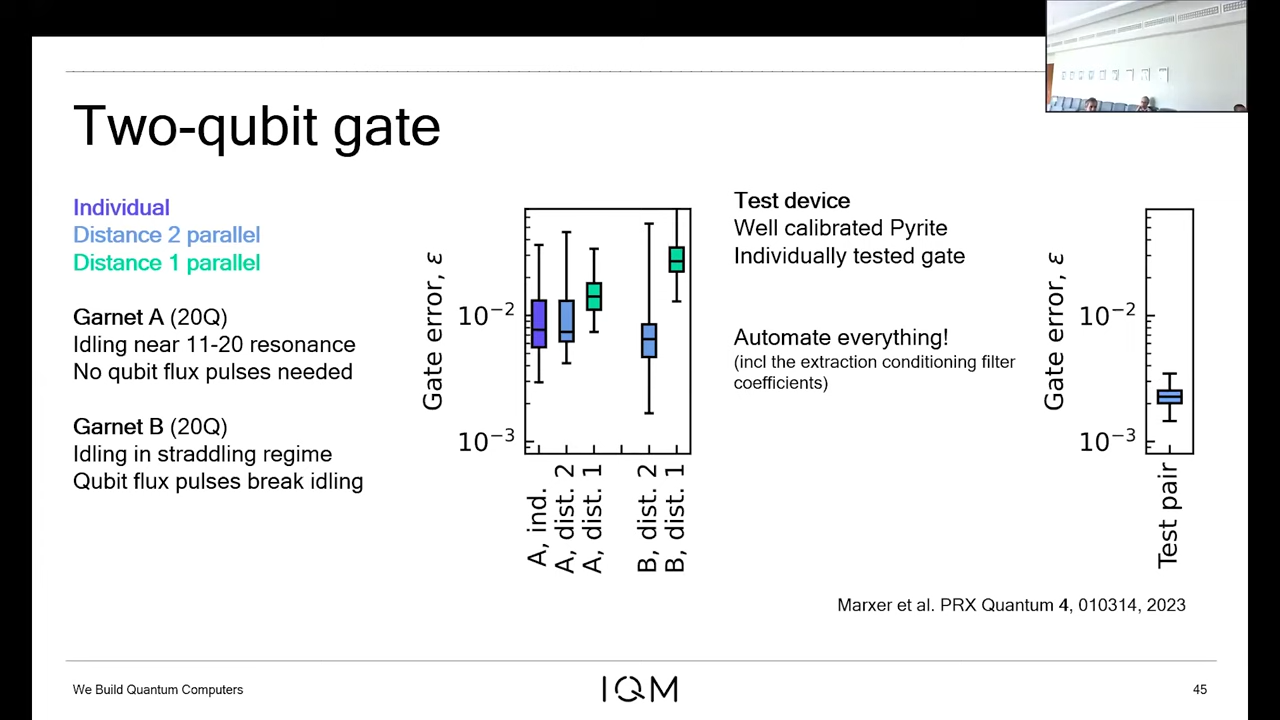 Two-qubit gate
Individual
Distance 2 parallel
Distance 1 parallel
Garnet A (20Q)
Idling near 11-20 resonance
No qubit flux pulses needed
Garnet B (20Q)
Idling in straddling regime
Qubit flux pulses break idling
Gate error, ε
10⁻²
10⁻³
A, ind.
A, dist. 2
A, dist. 1
B, dist. 2
B, dist. 1
Test device
Well calibrated Pyrite
Individually tested gate
Automate everything!
(incl the extraction conditioning filter
coefficients)
Gate error, ε
10⁻²
10⁻³
Test pair
Marxer et al. PRX Quantum 4, 010314, 2023
We Build Quantum Computers
IQM
45